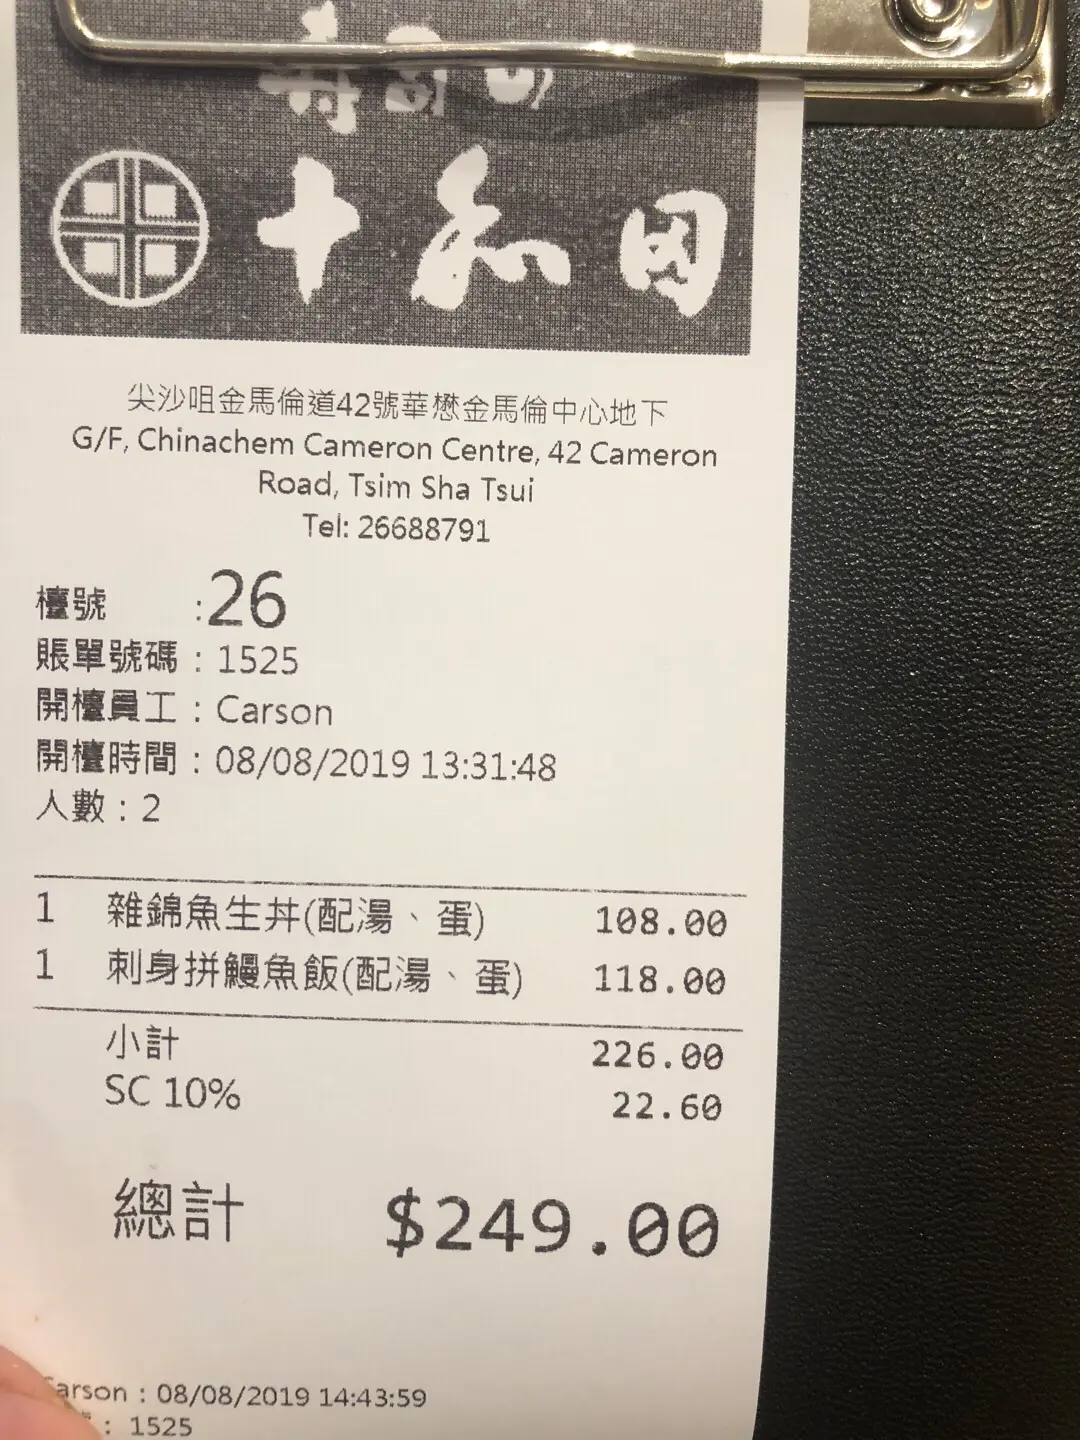 寿司
十和田
尖沙咀金馬倫道42號華懋金馬倫中心地下
G/F, Chinachem Cameron Centre, 42 Cameron
Road, Tsim Sha Tsui
Tel: 26688791
檯號 :26
賬單號碼 : 1525
開檯員工 : Carson
開檯時間 : 08/08/2019 13:31:48
人數 : 2
1 雜錦魚生丼(配湯、蛋) 108.00
1 刺身拼鰻魚飯(配湯、蛋) 118.00
小計 226.00
SC 10% 22.60
總計 $249.00
Carson : 08/08/2019 14:43:59
: 1525